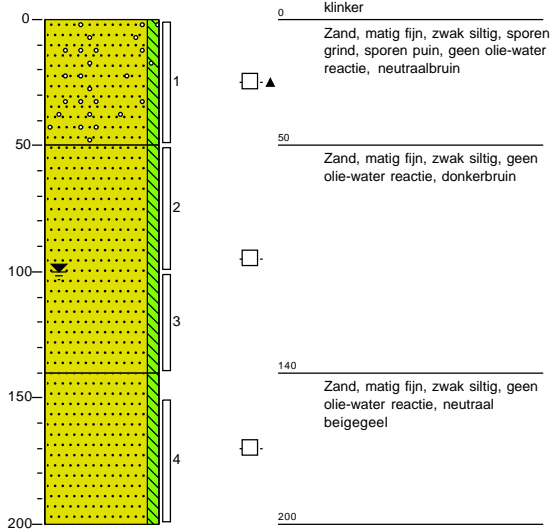 0
50
100
150
200
1
2
3
4
0
klinker
Zand, matig fijn, zwak siltig, sporen
grind, sporen puin, geen olie-water
reactie, neutraalbruin
50
Zand, matig fijn, zwak siltig, geen
olie-water reactie, donkerbruin
140
Zand, matig fijn, zwak siltig, geen
olie-water reactie, neutraal
beigegeel
200